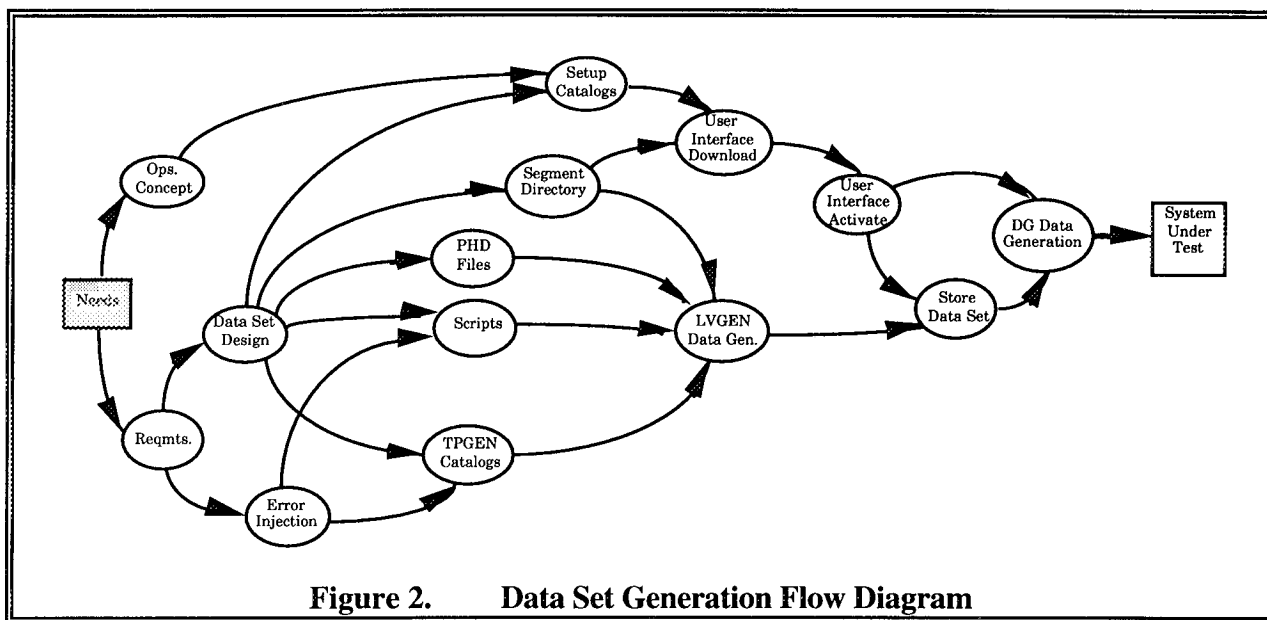 Setup
Catalogs
User
Interface
Download
Ops.
Concept
Segment
Directory
User
Interface
Activate
System
Under
Test
DG Data
Generation
PHD
Files
Needs
Store
Data Set
Data Set
Design
Scripts
LVGEN
Data Gen.
Reqmts.
TPGEN
Catalogs
Error
Injection
Figure 2. Data Set Generation Flow Diagram